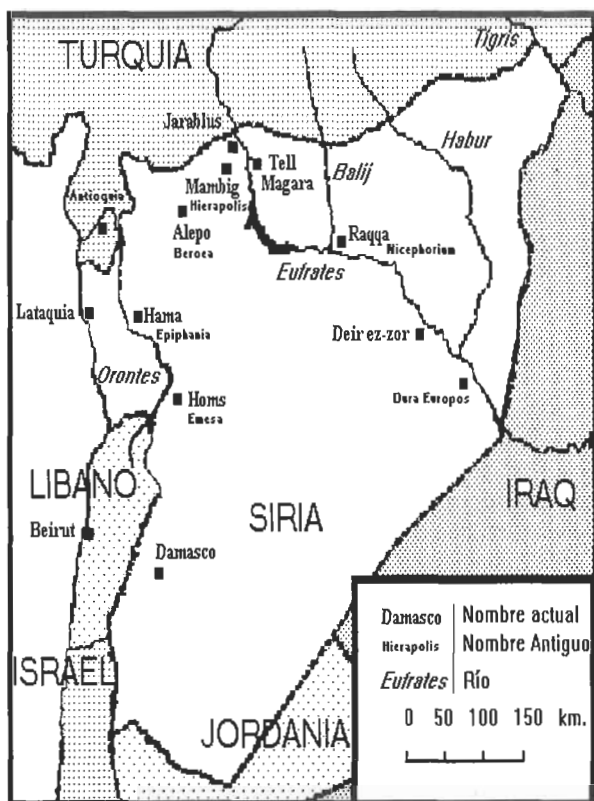 Tigris
TURQUIA
Jarablus
Habur
Tell
Magara
Balij
Mambig
Hierapolis
Antioquia
Alepo
Beroea
Raqqa
Nicephorium
Eufrates
Lataquia
Hama
Epiphania
Deir ez-zor
Orontes
Homs
Emesa
Dura Europos
LIBANO
IRAQ
SIRIA
Beirut
Damasco
Damasco Nombre actual
Hierapolis Nombre Antiguo
Eufrates Río
ISRAEL
JORDANIA
0 50 100 150 km.